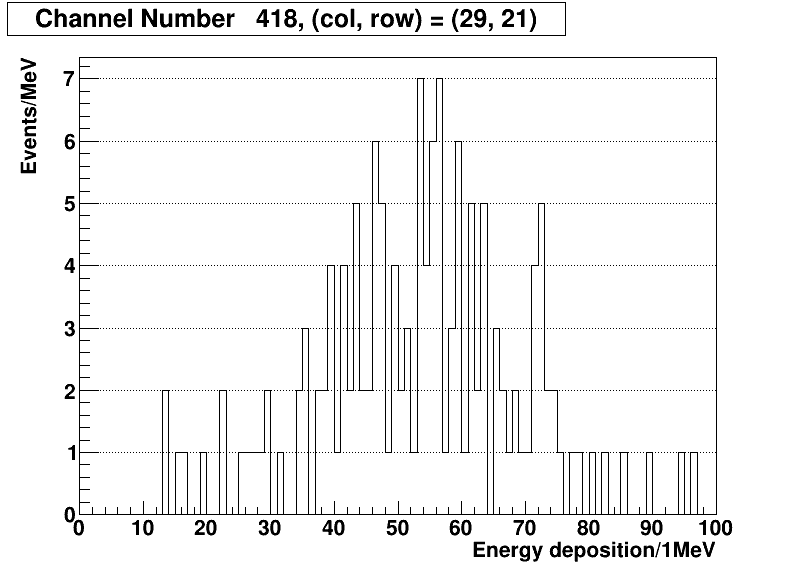 Channel Number 418, (col, row) = (29, 21)
Events/MeV
7
6
5
4
3
2
1
0
0 10 20 30 40 50 60 70 80 90 100
Energy deposition/1MeV